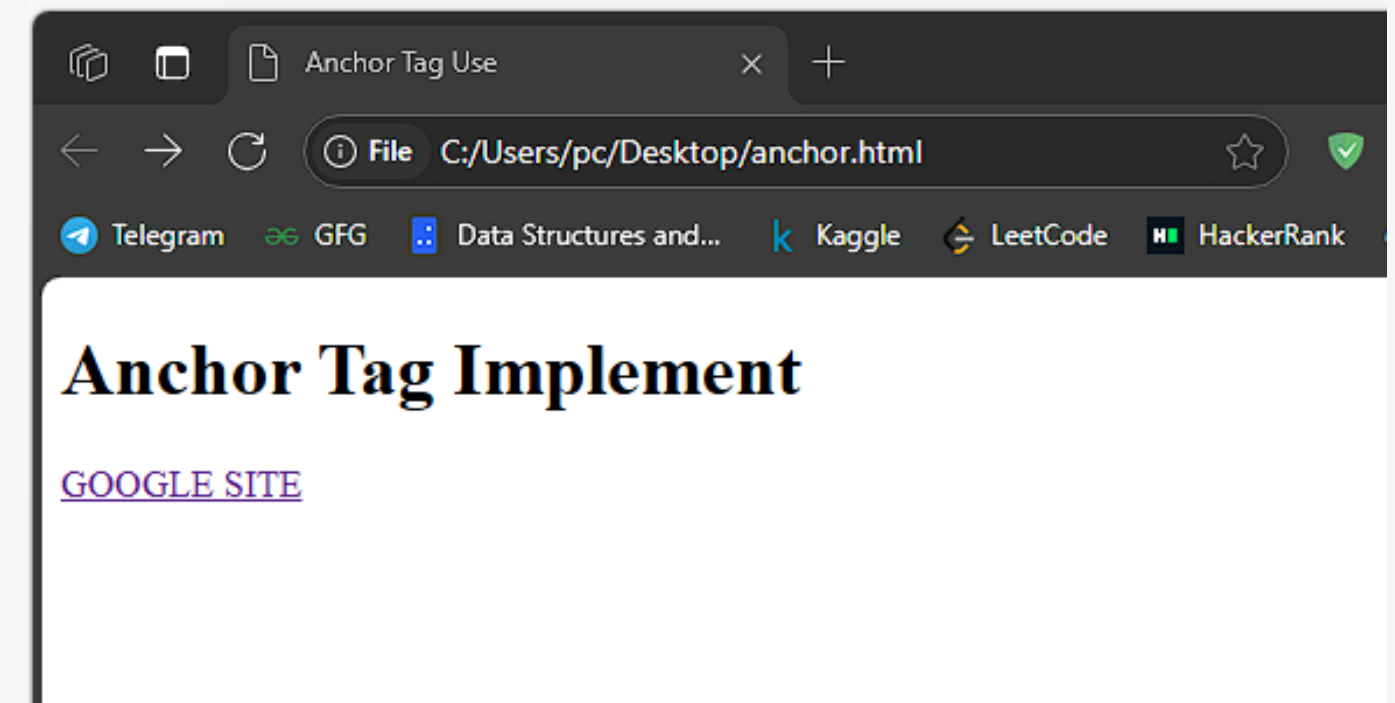 Anchor Tag Use
File C:/Users/pc/Desktop/anchor.html
Telegram GFG Data Structures and... Kaggle LeetCode HackerRank
Anchor Tag Implement
GOOGLE SITE